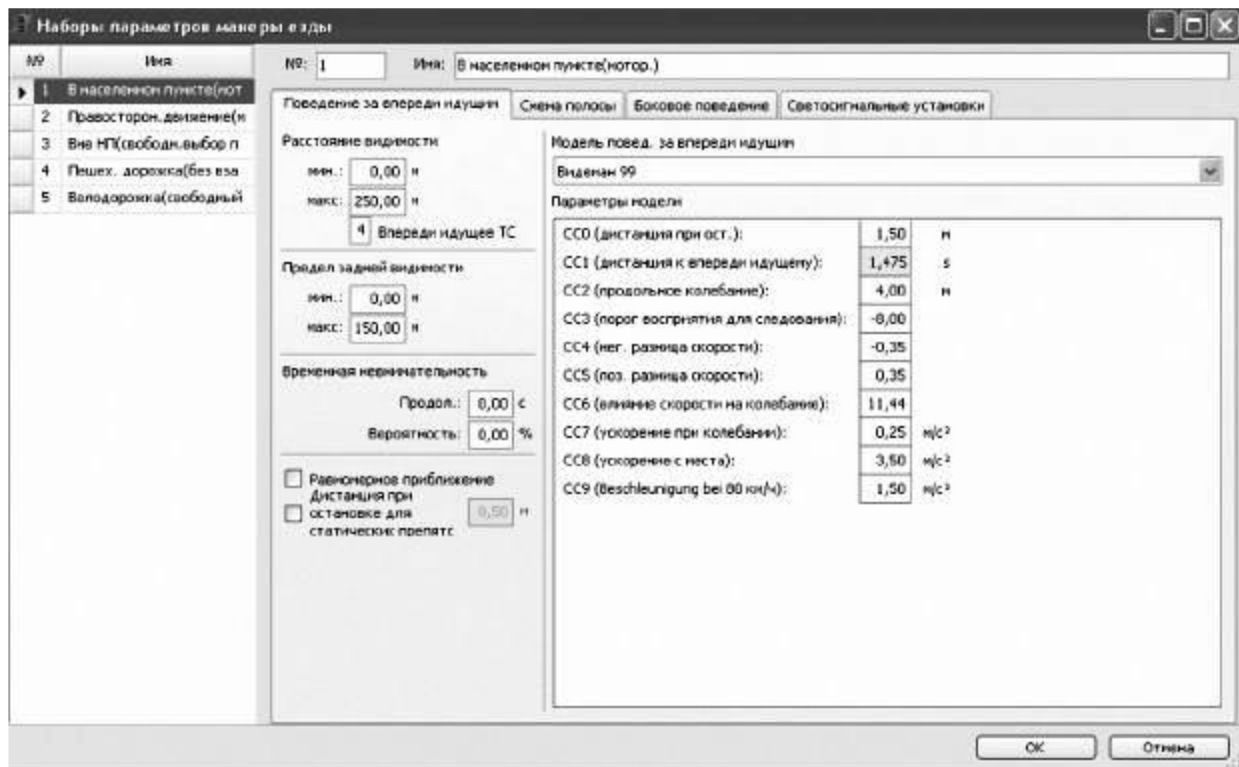 Наборы параметров манеры езды
№ Имя
1 В населенном пункте(мот
2 Правосторон.движение(м
3 Вне НП(свободн.выбор п
4 Пешех. дорожка(без вза
5 Велодорожка(свободный
№: 1 Имя: В населенном пункте(мотор.)
Поведение за впереди идущим Смена полосы Боковое поведение Светосигнальные установки
Расстояние видимости
мин.: 0,00 м
макс: 250,00 м
4 Впереди идущее ТС
Предел задней видимости
мин.: 0,00 м
макс: 150,00 м
Временная невнимательность
Продол.: 0,00 с
Вероятность: 0,00 %
Равномерное приближение
Дистанция при
остановке для
статических препятс
0,50 м
Модель повед. за впереди идущим
Видеман 99
Параметры модели
CC0 (дистанция при ост.): 1,50 м
CC1 (дистанция к впереди идущему): 1,475 s
CC2 (продольное колебание): 4,00 м
CC3 (порог восприятия для следования): -8,00
CC4 (нег. разница скорости): -0,35
CC5 (поз. разница скорости): 0,35
CC6 (влияние скорости на колебание): 11,44
CC7 (ускорение при колебании): 0,25 м/с²
CC8 (ускорение с места): 3,50 м/с²
CC9 (Beschleunigung bei 80 км/ч): 1,50 м/с²
OK Отмена